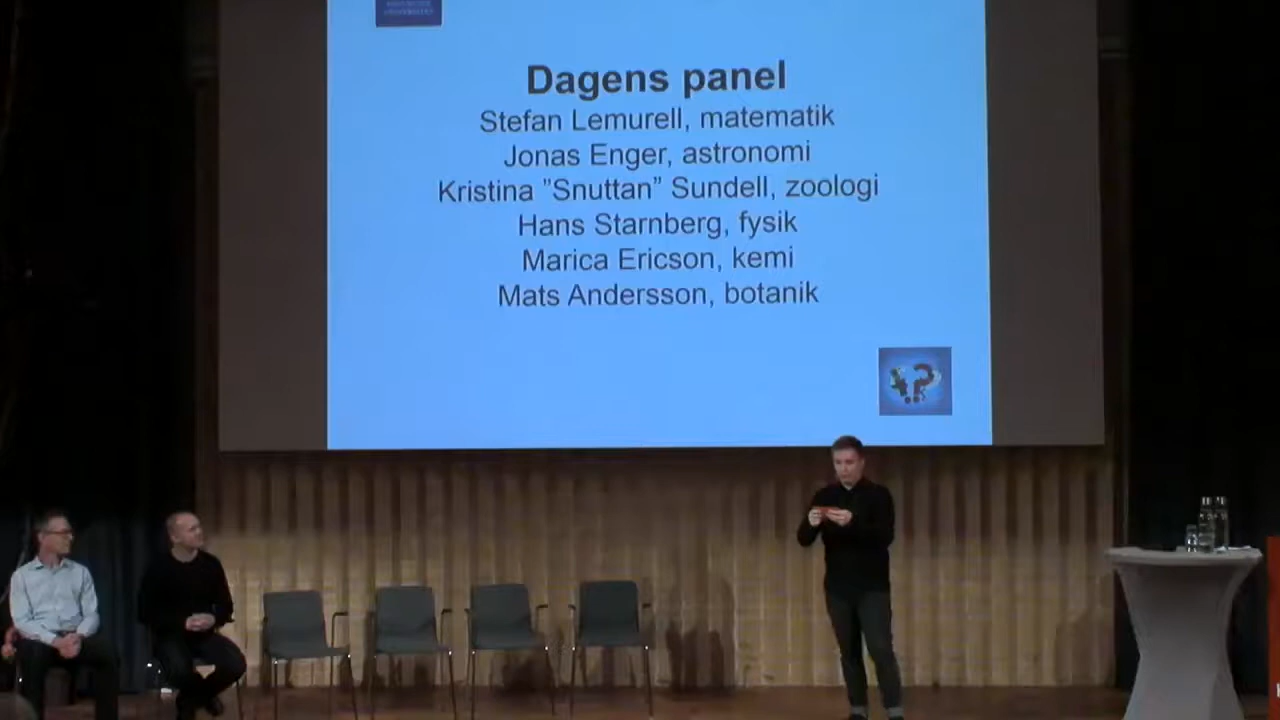 Dagens panel
Stefan Lemurell, matematik
Jonas Enger, astronomi
Kristina ”Snuttan” Sundell, zoologi
Hans Starnberg, fysik
Marica Ericson, kemi
Mats Andersson, botanik